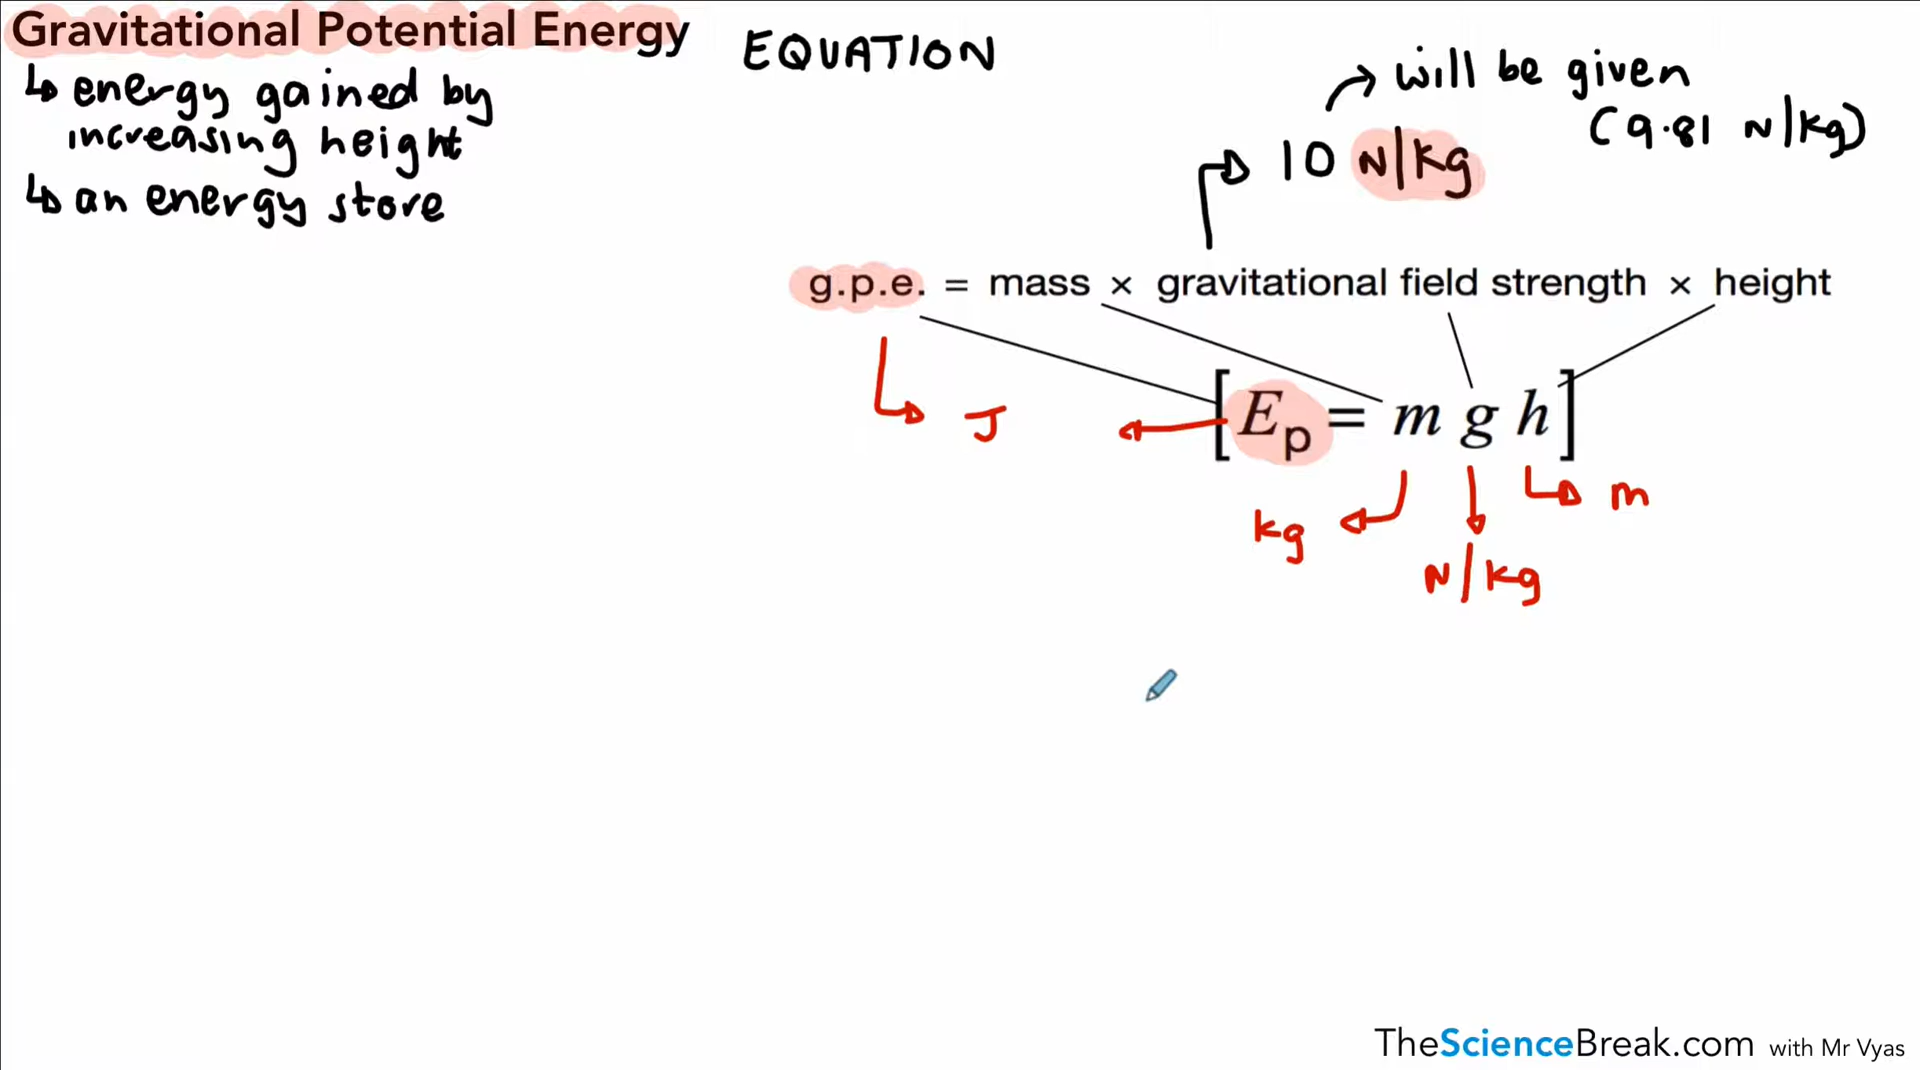 Gravitational Potential Energy
↳ energy gained by
increasing height
↳ an energy store
EQUATION
→ will be given
(9.81 N/kg)
→ 10 N/kg
g.p.e. = mass × gravitational field strength × height
[Eₚ = m g h]
J
kg
N/kg
m
TheScienceBreak.com with Mr Vyas